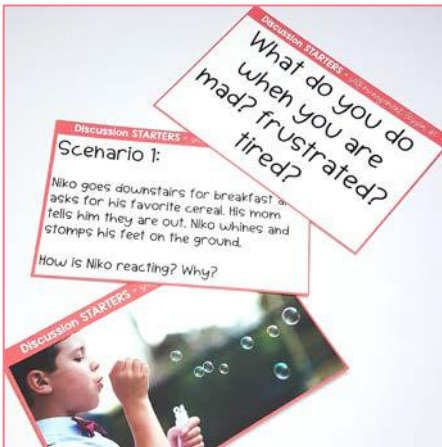 Discussion STARTERS -
What do you do
when you are
mad? frustrated?
tired?
Discussion STARTERS -
Scenario 1:
Niko goes downstairs for breakfast
asks for his favorite cereal. His mom
tells him they are out. Niko whines and
stomps his feet on the ground.
How is Niko reacting? Why?
Discussion STARTERS -